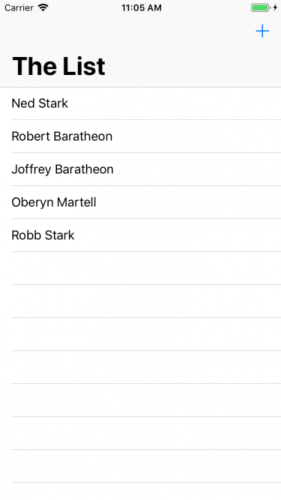 Carrier 11:05 AM
+
The List
Ned Stark
Robert Baratheon
Joffrey Baratheon
Oberyn Martell
Robb Stark